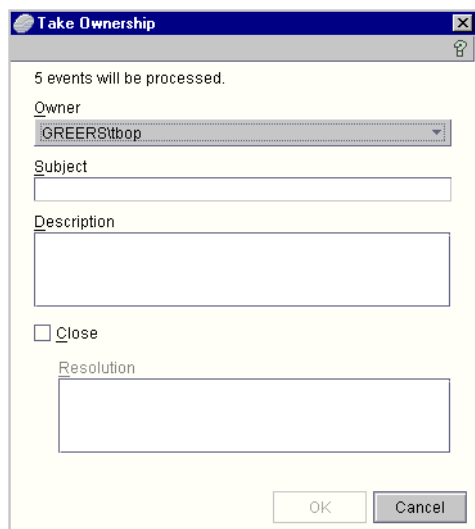 Take Ownership
5 events will be processed.
Owner
GREERS\tbop
Subject
Description
Close
Resolution
OK
Cancel